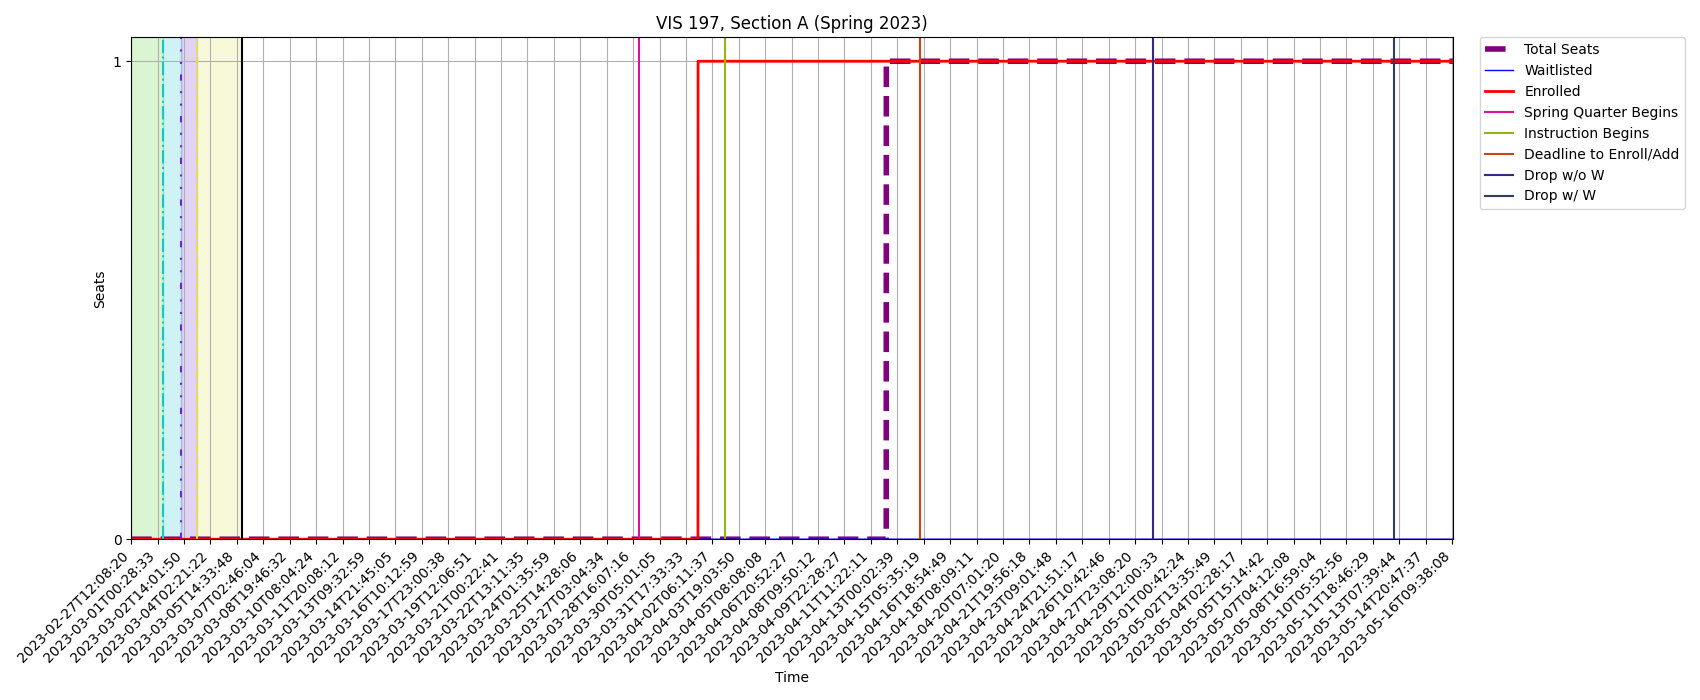 VIS 197, Section A (Spring 2023)
Total Seats
Waitlisted
Enrolled
Spring Quarter Begins
Instruction Begins
Deadline to Enroll/Add
Drop w/o W
Drop w/ W
1
Seats
0
2023-02-27T12:08:20
2023-03-01T00:28:33
2023-03-02T14:01:50
2023-03-04T02:21:22
2023-03-05T14:33:48
2023-03-07T02:46:04
2023-03-08T19:46:32
2023-03-10T08:04:24
2023-03-11T20:08:12
2023-03-13T09:32:59
2023-03-14T21:45:05
2023-03-16T10:12:59
2023-03-17T23:00:38
2023-03-19T12:06:51
2023-03-21T00:22:41
2023-03-22T13:11:35
2023-03-24T01:35:59
2023-03-25T14:28:06
2023-03-27T03:04:34
2023-03-28T16:07:16
2023-03-30T05:01:05
2023-03-31T17:33:33
2023-04-02T06:11:37
2023-04-03T19:03:50
2023-04-05T08:08:08
2023-04-06T20:52:27
2023-04-08T09:50:12
2023-04-09T22:28:27
2023-04-11T11:22:11
2023-04-13T00:02:39
2023-04-15T05:35:19
2023-04-16T18:54:49
2023-04-18T18:09:11
2023-04-20T07:01:20
2023-04-21T19:56:18
2023-04-23T09:01:48
2023-04-24T21:51:17
2023-04-26T10:42:46
2023-04-27T23:08:20
2023-04-29T12:00:33
2023-05-01T00:42:24
2023-05-02T13:35:49
2023-05-04T02:28:17
2023-05-05T15:14:42
2023-05-07T04:12:08
2023-05-08T16:59:04
2023-05-10T05:52:56
2023-05-11T18:46:29
2023-05-13T07:39:44
2023-05-14T20:47:37
2023-05-16T09:38:08
Time